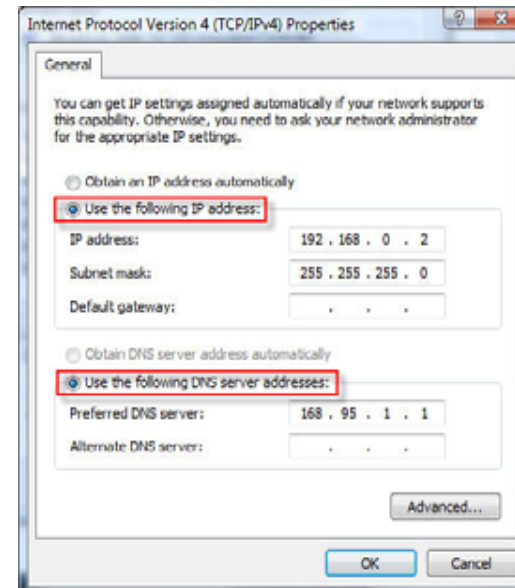 Internet Protocol Version 4 (TCP/IPv4) Properties
General
You can get IP settings assigned automatically if your network supports
this capability. Otherwise, you need to ask your network administrator
for the appropriate IP settings.
Obtain an IP address automatically
Use the following IP address:
IP address: 192 . 168 . 0 . 2
Subnet mask: 255 . 255 . 255 . 0
Default gateway: . . .
Obtain DNS server address automatically
Use the following DNS server addresses:
Preferred DNS server: 168 . 95 . 1 . 1
Alternate DNS server: . . .
Advanced...
OK Cancel